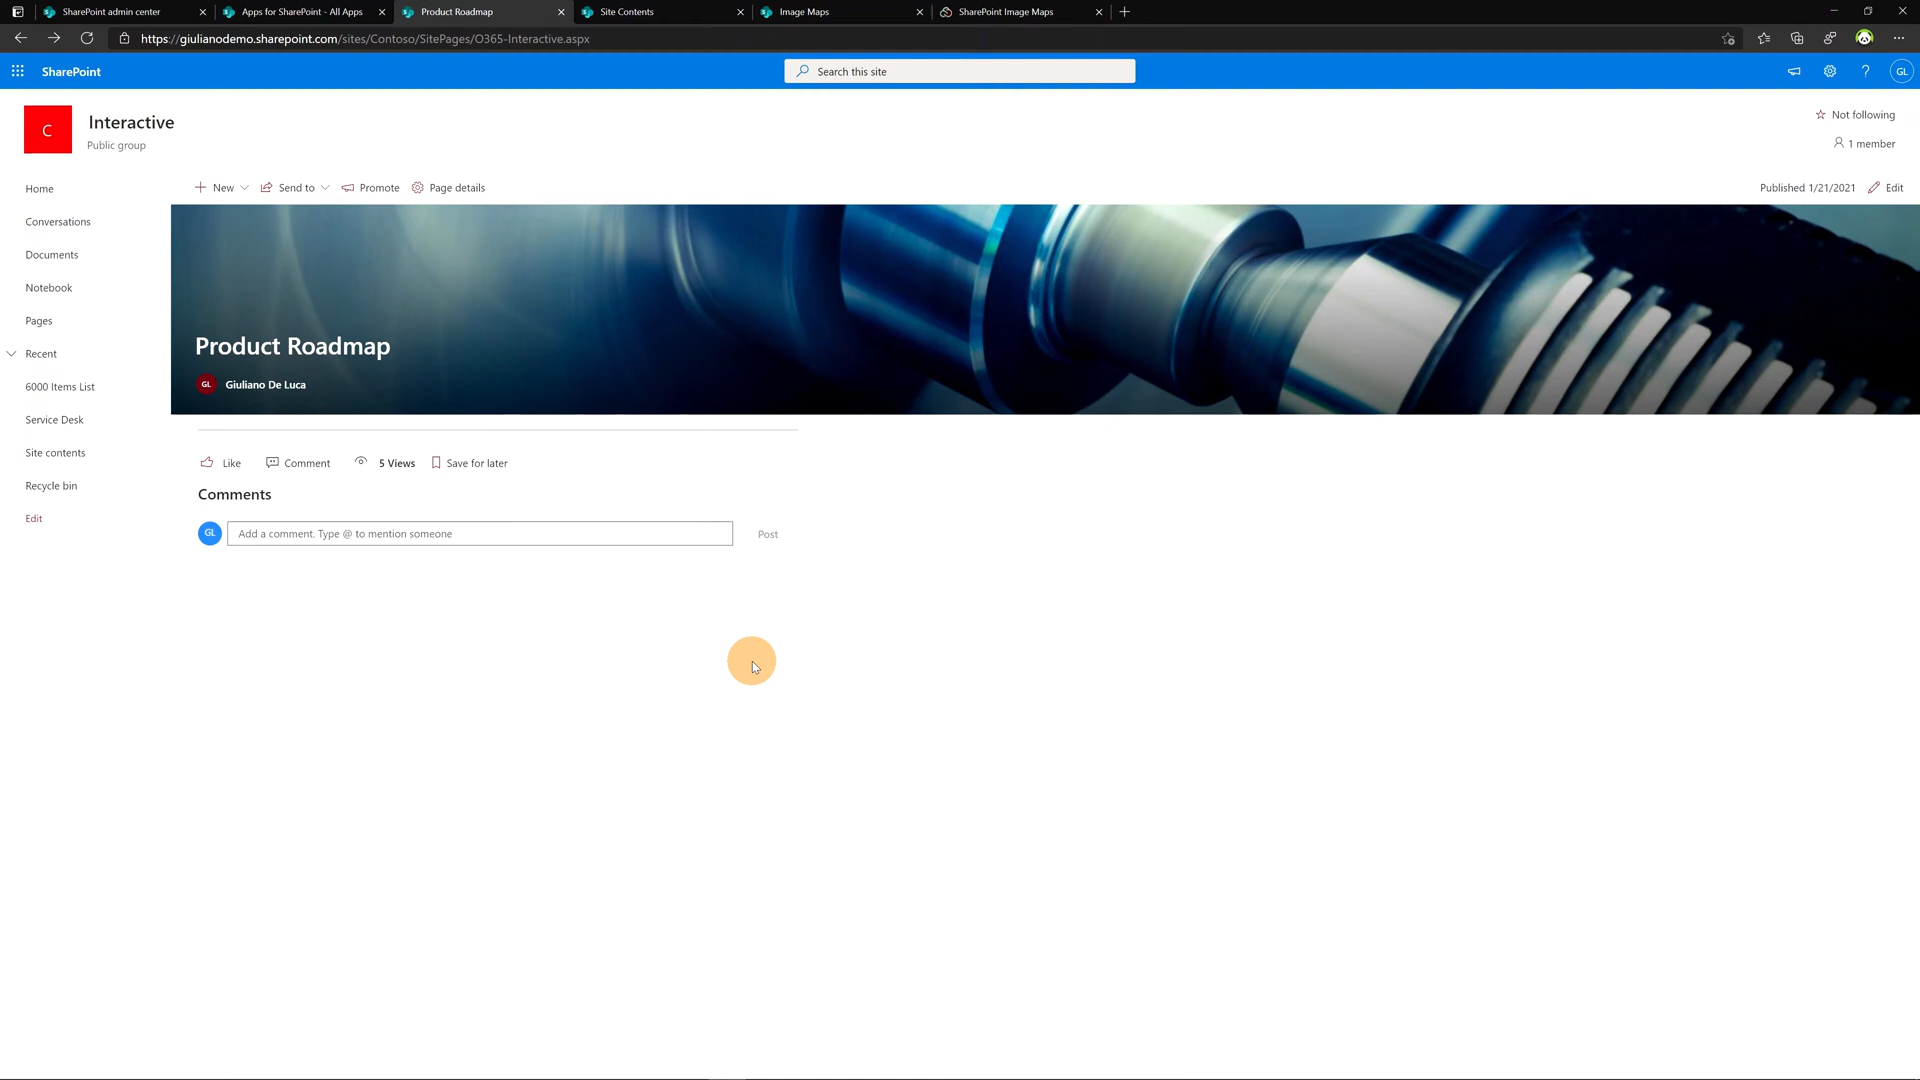 SharePoint admin center
Apps for SharePoint - All Apps
Product Roadmap
Site Contents
Image Maps
SharePoint Image Maps
https://giulianodemo.sharepoint.com/sites/Contoso/SitePages/O365-Interactive.aspx
SharePoint
Search this site
GL
C
Interactive
Public group
Not following
1 member
Home
Conversations
Documents
Notebook
Pages
Recent
6000 Items List
Service Desk
Site contents
Recycle bin
Edit
New
Send to
Promote
Page details
Published 1/21/2021
Edit
Product Roadmap
GL
Giuliano De Luca
Like
Comment
5 Views
Save for later
Comments
GL
Add a comment. Type @ to mention someone
Post